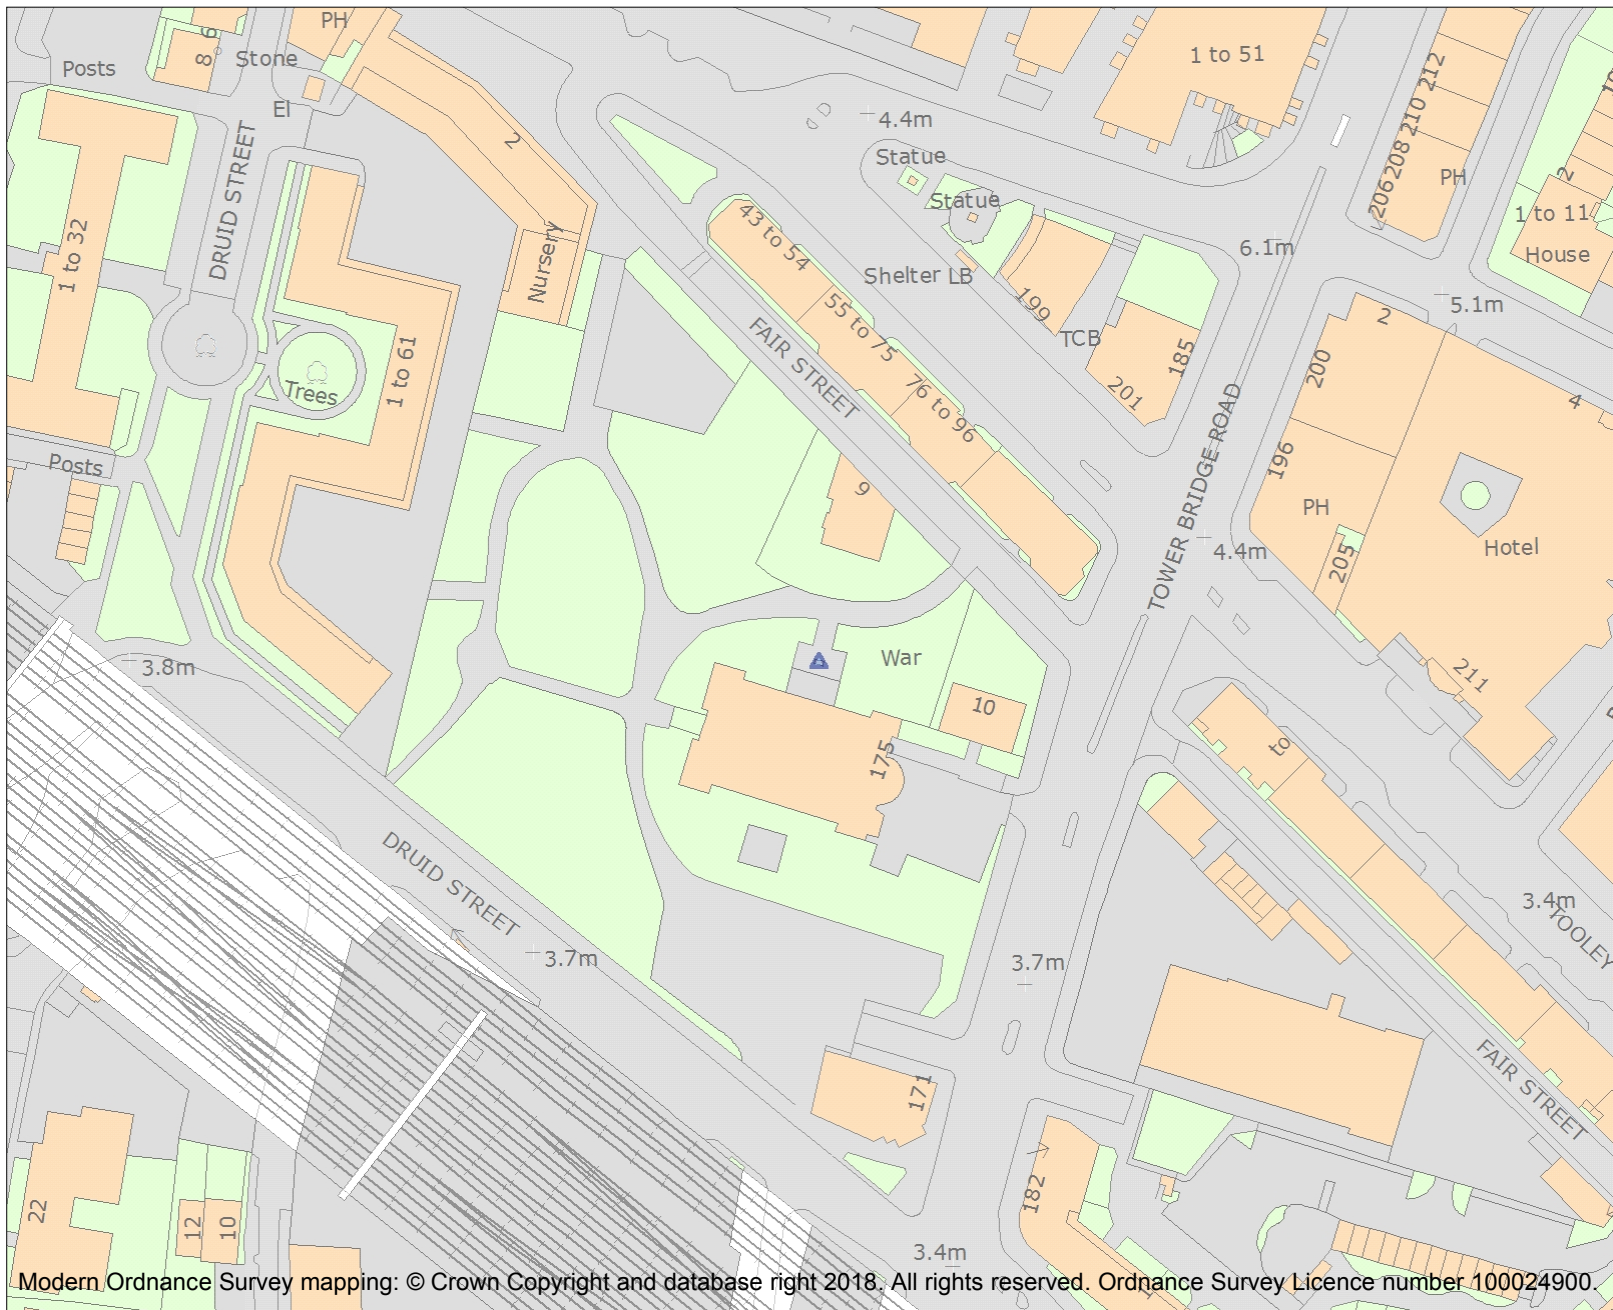 PH
6
8
Stone
Posts
El
DRUID STREET
2
1 to 32
Nursery
1 to 61
Trees
Posts
4.4m
Statue
Statue
1 to 51
212
210
208
206
PH
2
1 to 11
House
6.1m
43 to 54
Shelter LB
199
TCB
185
201
55 to 75
FAIR STREET
76 to 96
9
5.1m
2
200
4
196
PH
205
Hotel
TOWER BRIDGE ROAD
4.4m
211
War
10
175
3.8m
DRUID STREET
3.7m
3.7m
to
3.4m
TOOLEY
FAIR STREET
171
182
22
12
10
3.4m
Modern Ordnance Survey mapping: © Crown Copyright and database right 2018. All rights reserved. Ordnance Survey Licence number 100024900.